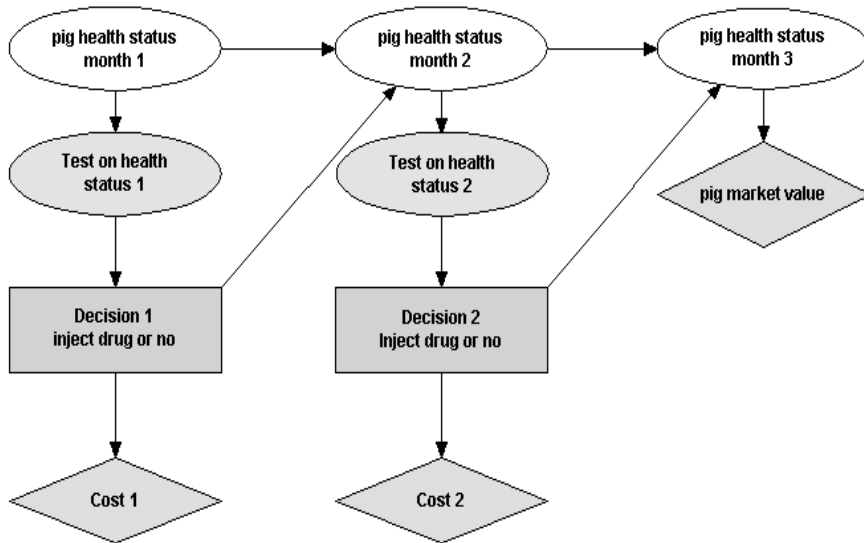 pig health status
month 1
pig health status
month 2
pig health status
month 3
Test on health
status 1
Test on health
status 2
pig market value
Decision 1
inject drug or no
Decision 2
Inject drug or no
Cost 1
Cost 2